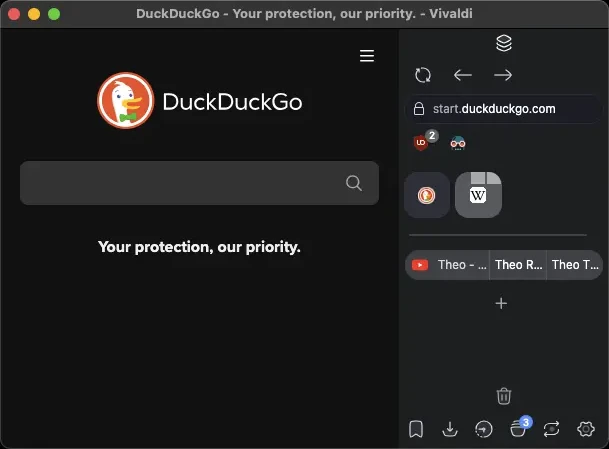 DuckDuckGo - Your protection, our priority. - Vivaldi
DuckDuckGo
start.duckduckgo.com
2
W
Your protection, our priority.
Theo - ... Theo R... Theo T...
3